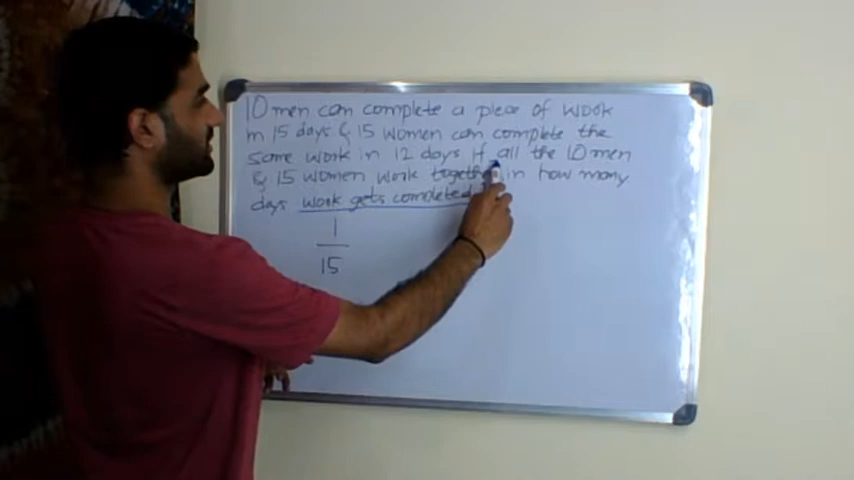 10 men can complete a piece of work
in 15 days & 15 women can complete the
same work in 12 days if all the 10 men
& 15 women work together in how many
days work gets completed
1
15